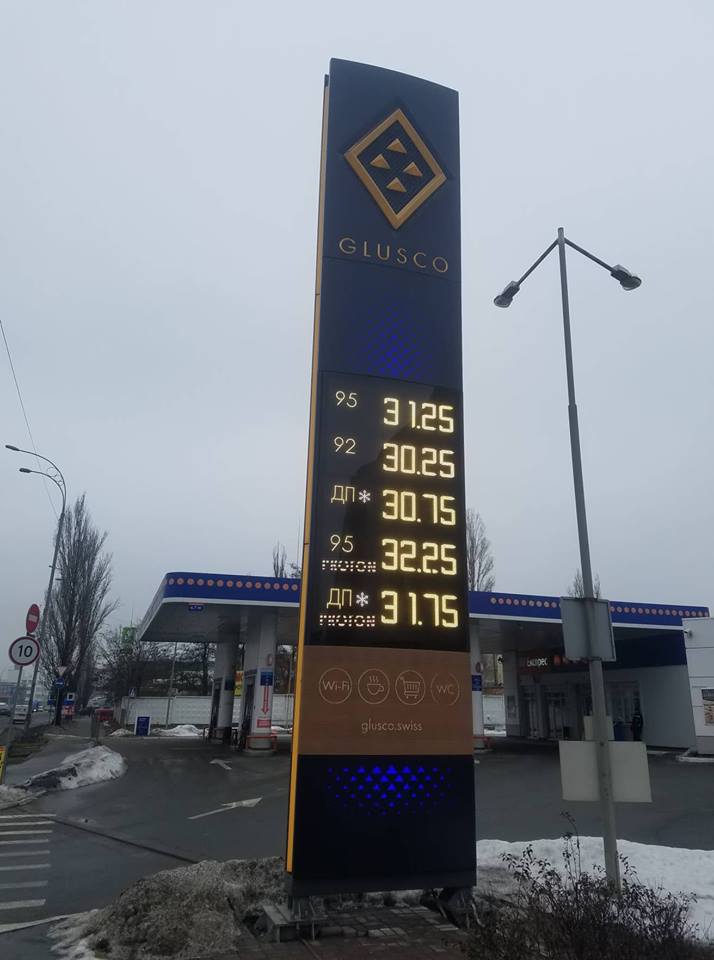 GLUSCO
95 31.25
92 30.25
ДП* 30.75
95 32.25
PROTON
ДП* 31.75
PROTON
Wi-Fi WC
glusco.swiss
10
Експрес